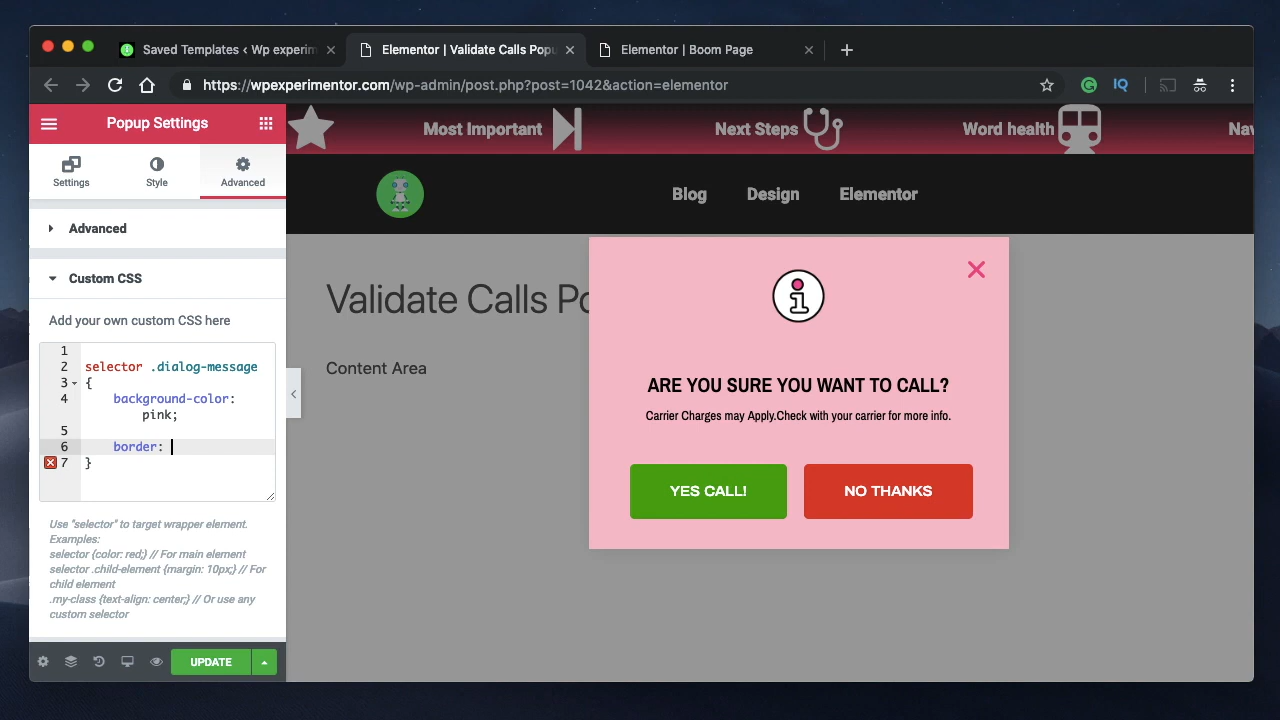 Saved Templates ‹ Wp experim
Elementor | Validate Calls Popu
Elementor | Boom Page
https://wpexperimentor.com/wp-admin/post.php?post=1042&action=elementor
IQ
Popup Settings
Most Important
Next Steps
Word health
Nav
Settings
Style
Advanced
Blog
Design
Elementor
Advanced
Custom CSS
Add your own custom CSS here
Validate Calls Po
Content Area
1
2 selector .dialog-message
3 {
4 background-color:
pink;
5
6 border:
7 }
ARE YOU SURE YOU WANT TO CALL?
Carrier Charges may Apply.Check with your carrier for more info.
YES CALL!
NO THANKS
Use "selector" to target wrapper element.
Examples:
selector {color: red;} // For main element
selector .child-element {margin: 10px;} // For
child element
.my-class {text-align: center;} // Or use any
custom selector
UPDATE